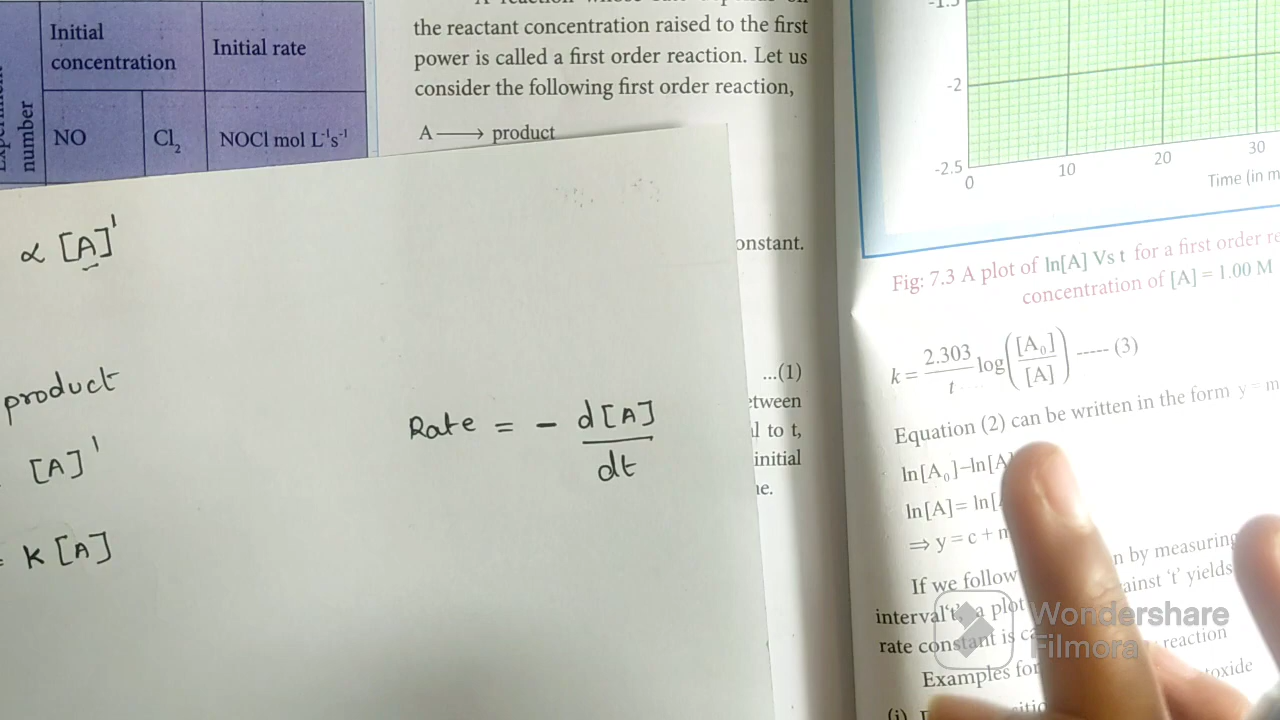 Initial concentration
Initial rate
number
NO
Cl₂
NOCl mol L⁻¹s⁻¹
the reactant concentration raised to the first
power is called a first order reaction. Let us
consider the following first order reaction,
A ⟶ product
onstant.
...(1)
l to t,
initial
∝ [A]¹
product
[A]¹
= K [A]
Rate = - d[A]/dt
-2
-2.5
0
10
20
30
Time (in m
Fig: 7.3 A plot of ln[A] Vs t for a first order re
concentration of [A] = 1.00 M
k = 2.303/t log([A₀]/[A]) ----- (3)
Equation (2) can be written in the form y = m
ln[A₀]–ln[A]
ln[A] = ln[
⇒ y = c + m
If we follow n by measuring
interval't', a plot ainst 't' yields
rate constant is reaction
Examples for
(i)
Wondershare
Filmora